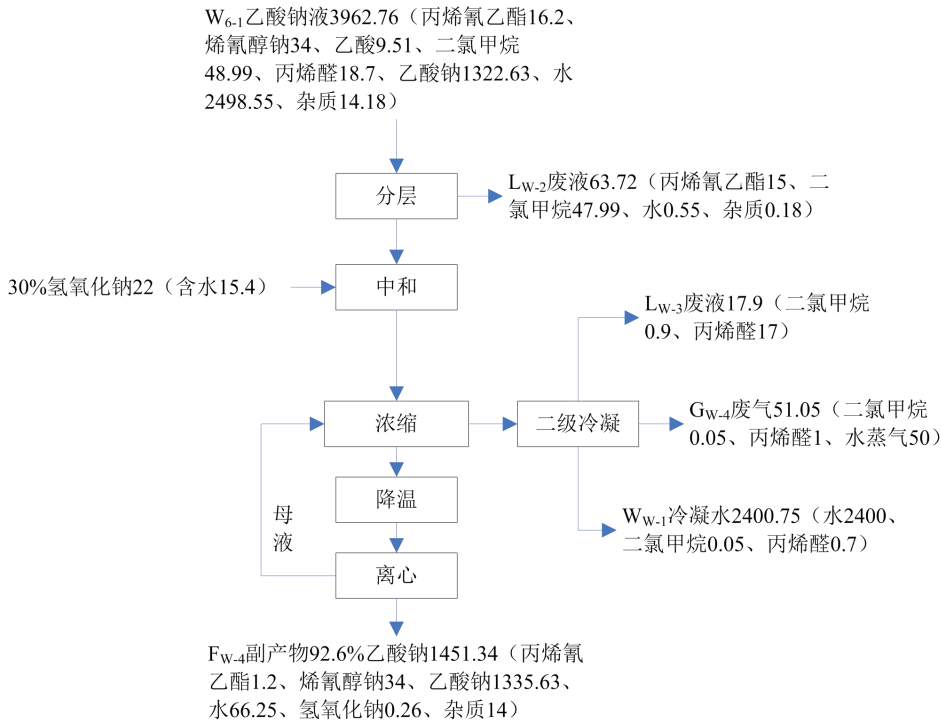 W6-1乙酸钠液3962.76（丙烯氰乙酯16.2、
烯氰醇钠34、乙酸9.51、二氯甲烷
48.99、丙烯醛18.7、乙酸钠1322.63、水
2498.55、杂质14.18）
分层
LW-2废液63.72（丙烯氰乙酯15、二
氯甲烷47.99、水0.55、杂质0.18）
30%氢氧化钠22（含水15.4）
中和
LW-3废液17.9（二氯甲烷
0.9、丙烯醛17）
浓缩
二级冷凝
GW-4废气51.05（二氯甲烷
0.05、丙烯醛1、水蒸气50）
降温
母
液
WW-1冷凝水2400.75（水2400、
二氯甲烷0.05、丙烯醛0.7）
离心
FW-4副产物92.6%乙酸钠1451.34（丙烯氰
乙酯1.2、烯氰醇钠34、乙酸钠1335.63、
水66.25、氢氧化钠0.26、杂质14）